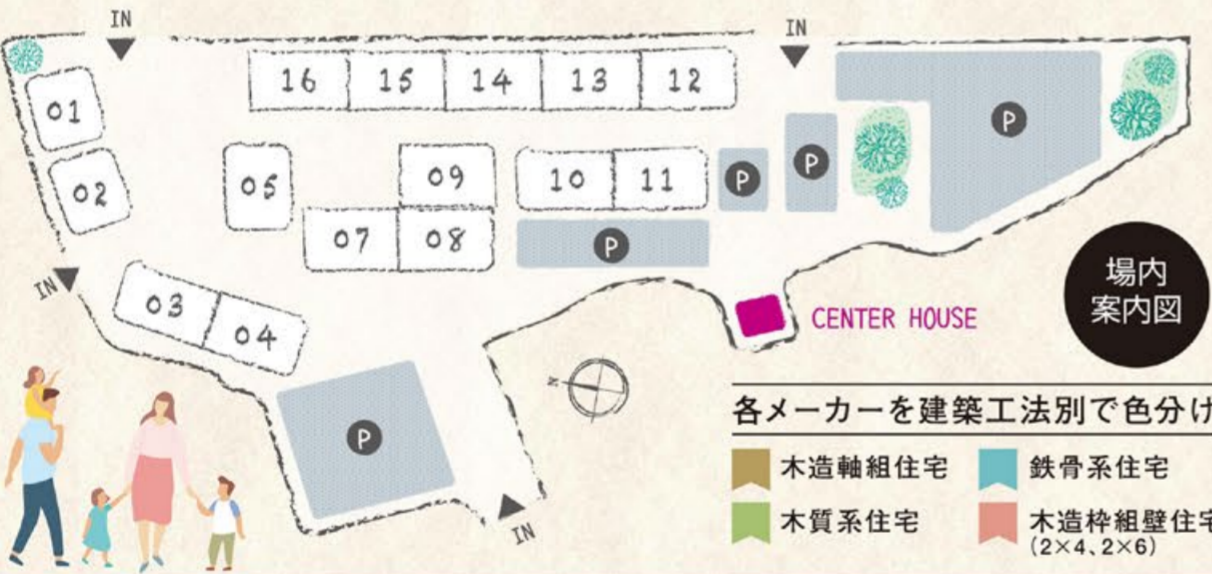 IN
IN
16 15 14 13 12
01
02
05
09
10 11
P
P
P
07 08
P
IN
03
04
CENTER HOUSE
場内
案内図
N
P
IN
各メーカーを建築工法別で色分け
木造軸組住宅
鉄骨系住宅
木質系住宅
木造枠組壁住宅
(2×4、2×6)